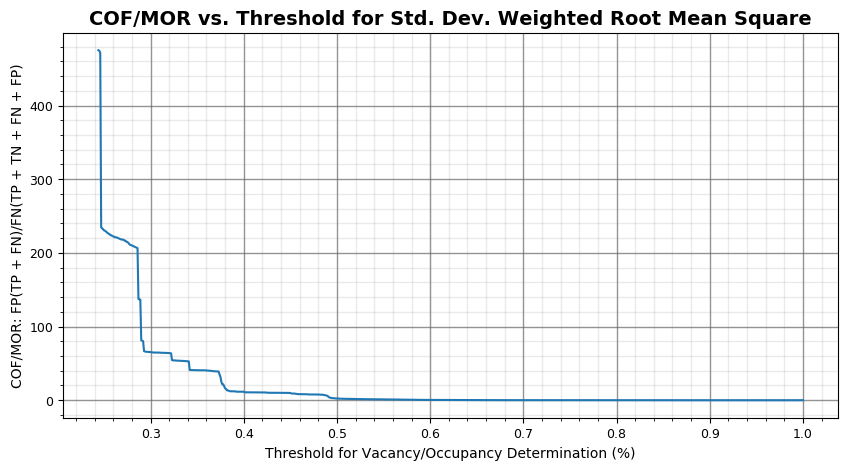 COF/MOR vs. Threshold for Std. Dev. Weighted Root Mean Square
COF/MOR: FP(TP + FN)/FN(TP + TN + FN + FP)
400
300
200
100
0
0.3 0.4 0.5 0.6 0.7 0.8 0.9 1.0
Threshold for Vacancy/Occupancy Determination (%)